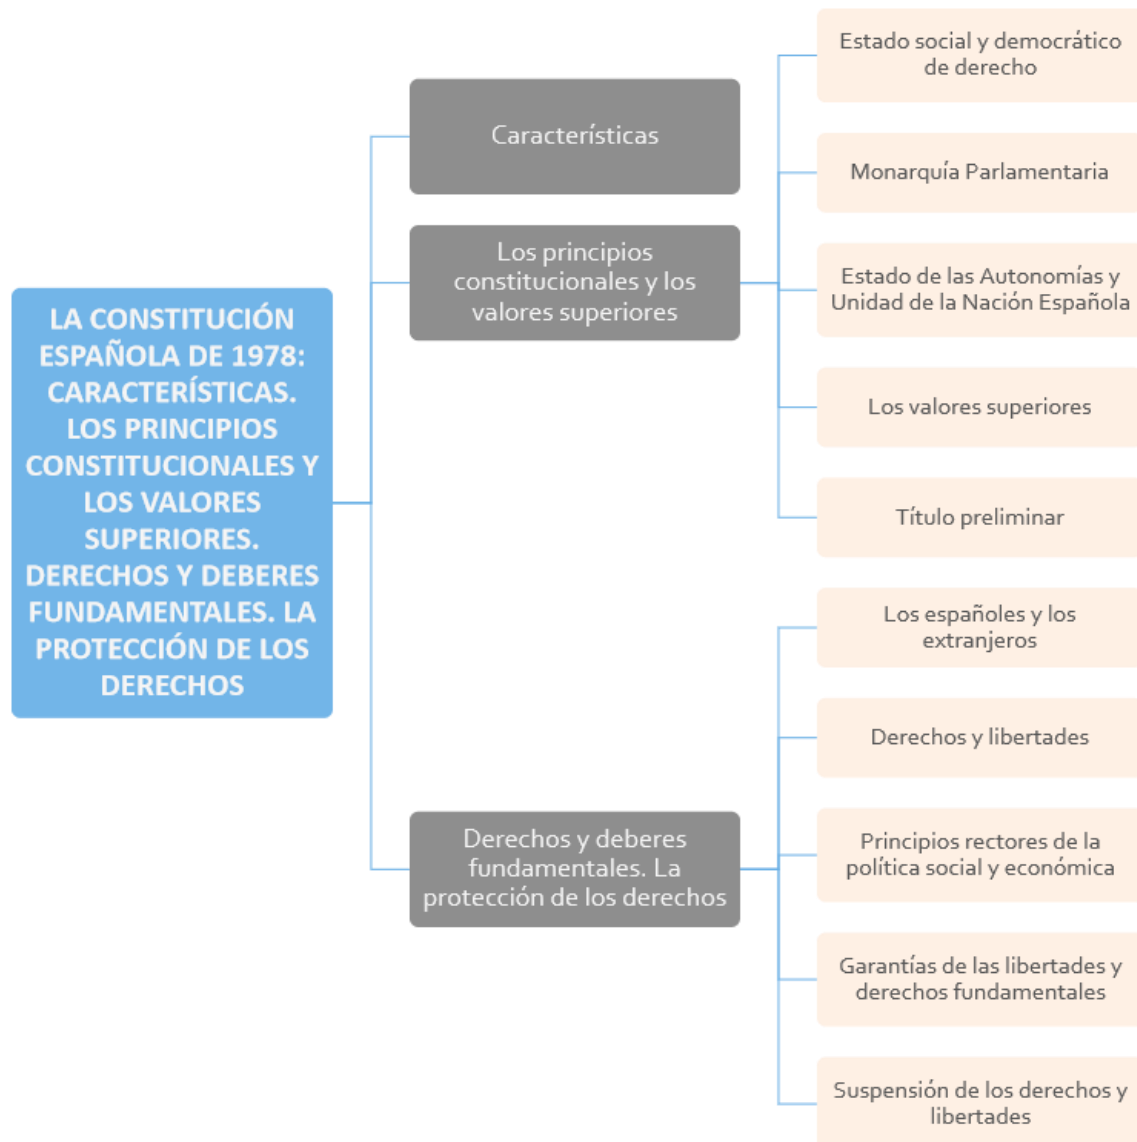 LA CONSTITUCIÓN
ESPAÑOLA DE 1978:
CARACTERÍSTICAS.
LOS PRINCIPIOS
CONSTITUCIONALES Y
LOS VALORES
SUPERIORES.
DERECHOS Y DEBERES
FUNDAMENTALES. LA
PROTECCIÓN DE LOS
DERECHOS
Características
Los principios
constitucionales y los
valores superiores
Estado social y democrático
de derecho
Monarquía Parlamentaria
Estado de las Autonomías y
Unidad de la Nación Española
Los valores superiores
Título preliminar
Derechos y deberes
fundamentales. La
protección de los derechos
Los españoles y los
extranjeros
Derechos y libertades
Principios rectores de la
política social y económica
Garantías de las libertades y
derechos fundamentales
Suspensión de los derechos y
libertades